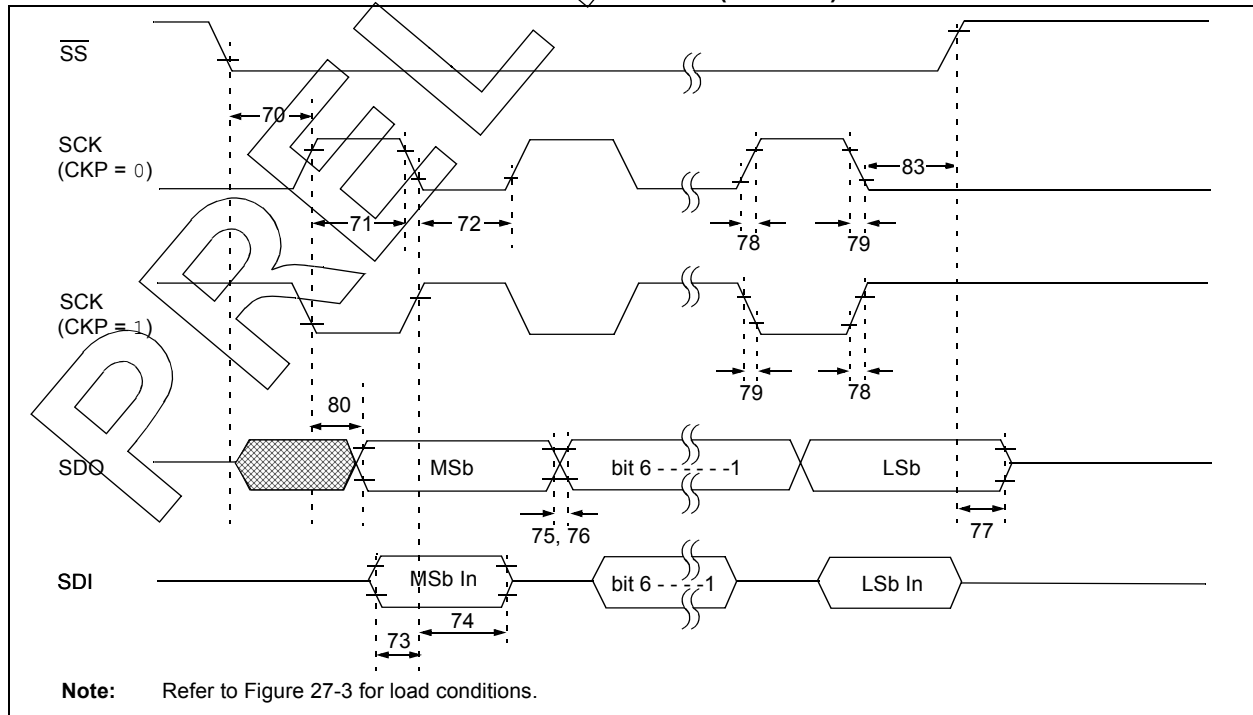 SS
70
SCK
(CKP = 0)
83
71
72
78
79
SCK
(CKP = 1)
79
78
80
SDO
MSb
bit 6 - - - - - -1
LSb
75, 76
77
SDI
MSb In
bit 6 - - - -1
LSb In
74
73
Note: Refer to Figure 27-3 for load conditions.
PREL